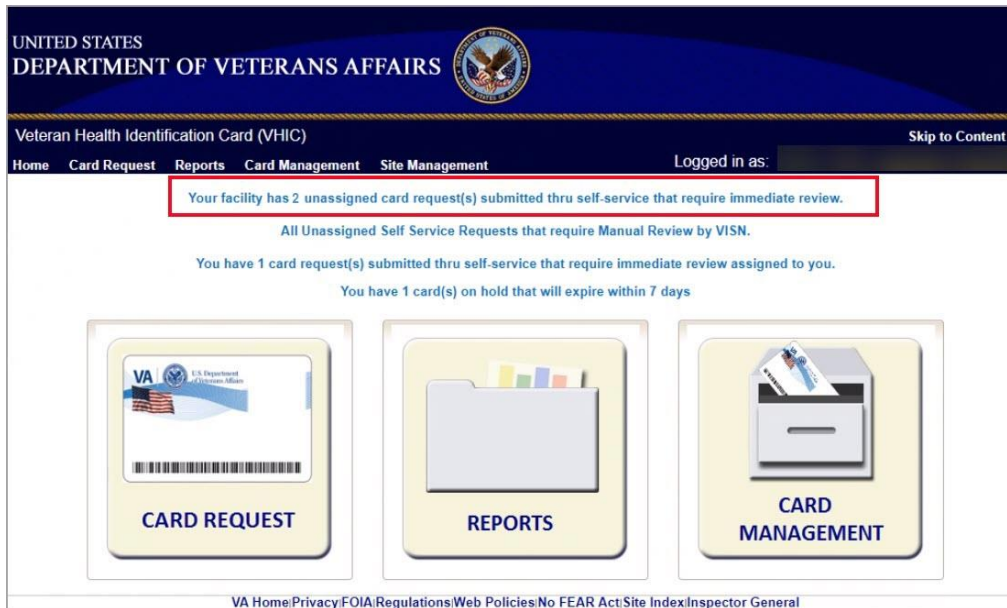 UNITED STATES
DEPARTMENT OF VETERANS AFFAIRS
Veteran Health Identification Card (VHIC)
Skip to Content
Home Card Request Reports Card Management Site Management Logged in as:
Your facility has 2 unassigned card request(s) submitted thru self-service that require immediate review.
All Unassigned Self Service Requests that require Manual Review by VISN.
You have 1 card request(s) submitted thru self-service that require immediate review assigned to you.
You have 1 card(s) on hold that will expire within 7 days
VA
U.S. Department
of Veterans Affairs
CARD REQUEST
REPORTS
CARD
MANAGEMENT
VA Home|Privacy|FOIA|Regulations|Web Policies|No FEAR Act|Site Index|Inspector General